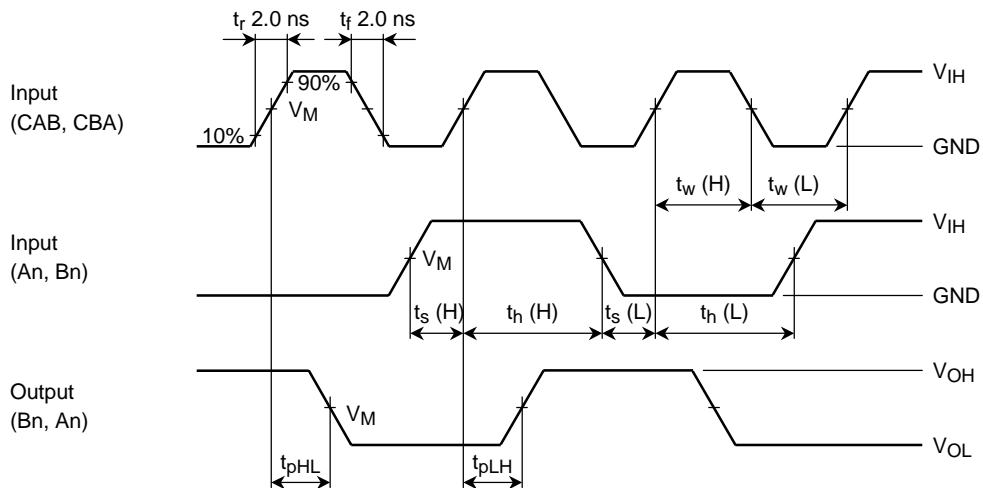 tr 2.0 ns
tf 2.0 ns
Input
(CAB, CBA)
10%
90%
VM
VIH
GND
tw (H)
tw (L)
Input
(An, Bn)
VM
VIH
GND
ts (H)
th (H)
ts (L)
th (L)
Output
(Bn, An)
VM
VOH
VOL
tpHL
tpLH